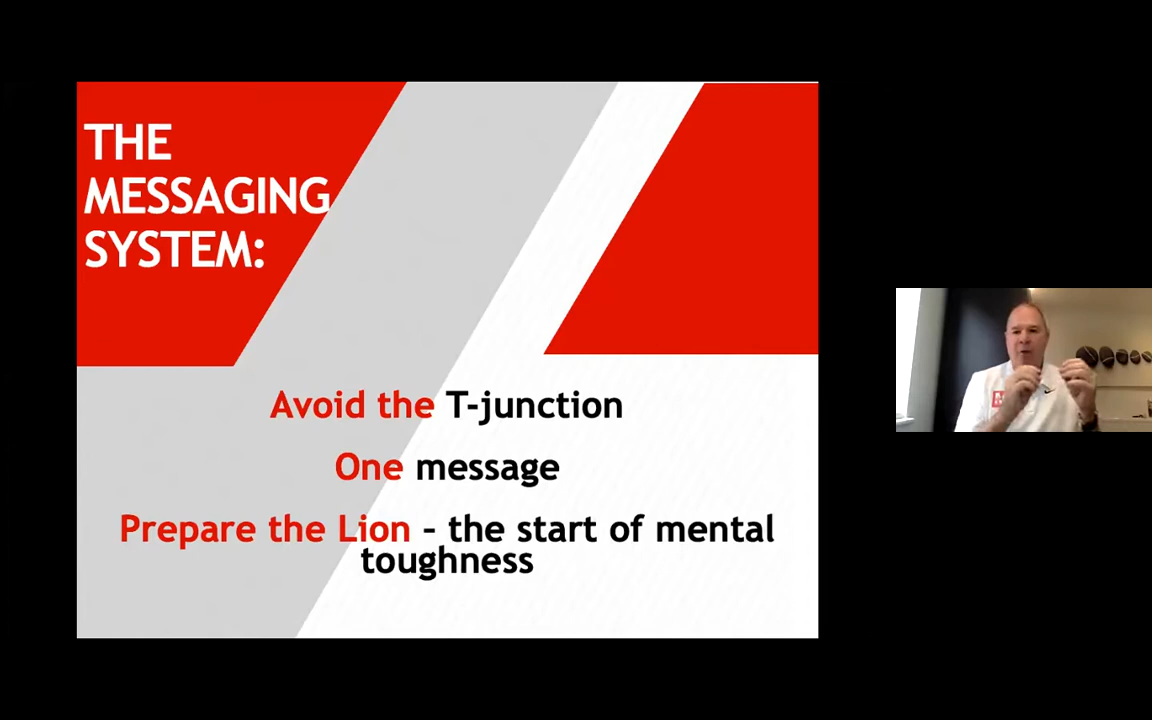 THE
MESSAGING
SYSTEM:
Avoid the T-junction
One message
Prepare the Lion – the start of mental
toughness